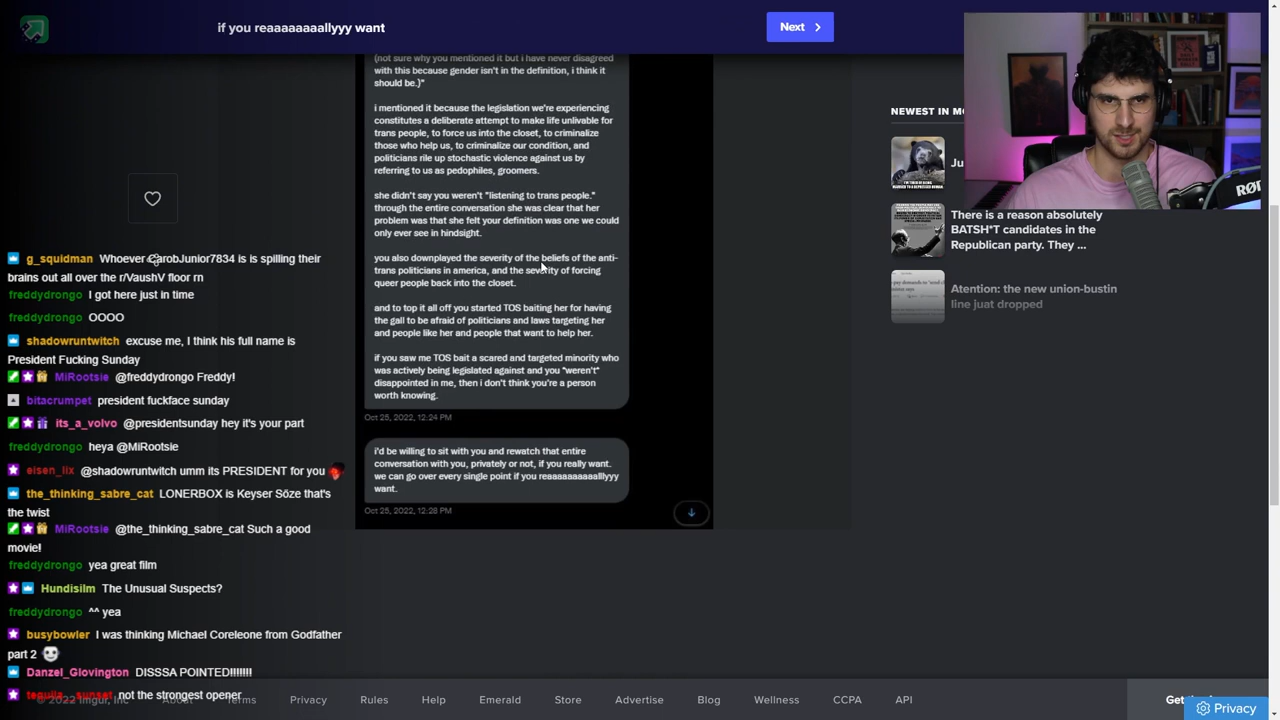 if you reaaaaaaallyyy want
Next
(not sure why you mentioned it but i have never disagreed
with this because gender isn't in the definition, i think it
should be.)"
i mentioned it because the legislation we're experiencing
constitutes a deliberate attempt to make life unlivable for
trans people, to force us into the closet, to criminalize
those who help us, to criminalize our condition, and
politicians rile up stochastic violence against us by
referring to us as pedophiles, groomers.
she didn't say you weren't "listening to trans people."
through the entire conversation she was clear that her
problem was that she felt your definition was one we could
only ever see in hindsight.
you also downplayed the severity of the beliefs of the anti-
trans politicians in america, and the severity of forcing
queer people back into the closet.
and to top it all off you started TOS baiting her for having
the gall to be afraid of politicians and laws targeting her
and people like her and people that want to help her.
if you saw me TOS bait a scared and targeted minority who
was actively being legislated against and you *weren't*
disappointed in me, then i don't think you're a person
worth knowing.
Oct 25, 2022, 12:24 PM
i'd be willing to sit with you and rewatch that entire
conversation with you, privately or not, if you really want.
we can go over every single point if you reaaaaaaaaaallyyy
want.
Oct 25, 2022, 12:28 PM
g_squidman Whoever CarobJunior7834 is is spilling their
brains out all over the r/VaushV floor rn
freddydrongo I got here just in time
freddydrongo OOOO
shadowruntwitch excuse me, I think his full name is
President Fucking Sunday
MiRootsie @freddydrongo Freddy!
bitacrumpet president fuckface sunday
its_a_volvo @presidentsunday hey it's your part
freddydrongo heya @MiRootsie
eisen_lix @shadowruntwitch umm its PRESIDENT for you
the_thinking_sabre_cat LONERBOX is Keyser Söze that's
the twist
MiRootsie @the_thinking_sabre_cat Such a good
movie!
freddydrongo yea great film
Hundisilm The Unusual Suspects?
freddydrongo ^^ yea
busybowler I was thinking Michael Coreleone from Godfather
part 2
Danzel_Glovington DISSSA POINTED!!!!!!!
tequila_sunset not the strongest opener
NEWEST IN MO
Ju
There is a reason absolutely
BATSH*T candidates in the
Republican party. They ...
Atention: the new union-bustin
line juat dropped
RØD
© 2022 Imgur, Inc
About
Terms
Privacy
Rules
Help
Emerald
Store
Advertise
Blog
Wellness
CCPA
API
Get
Privacy